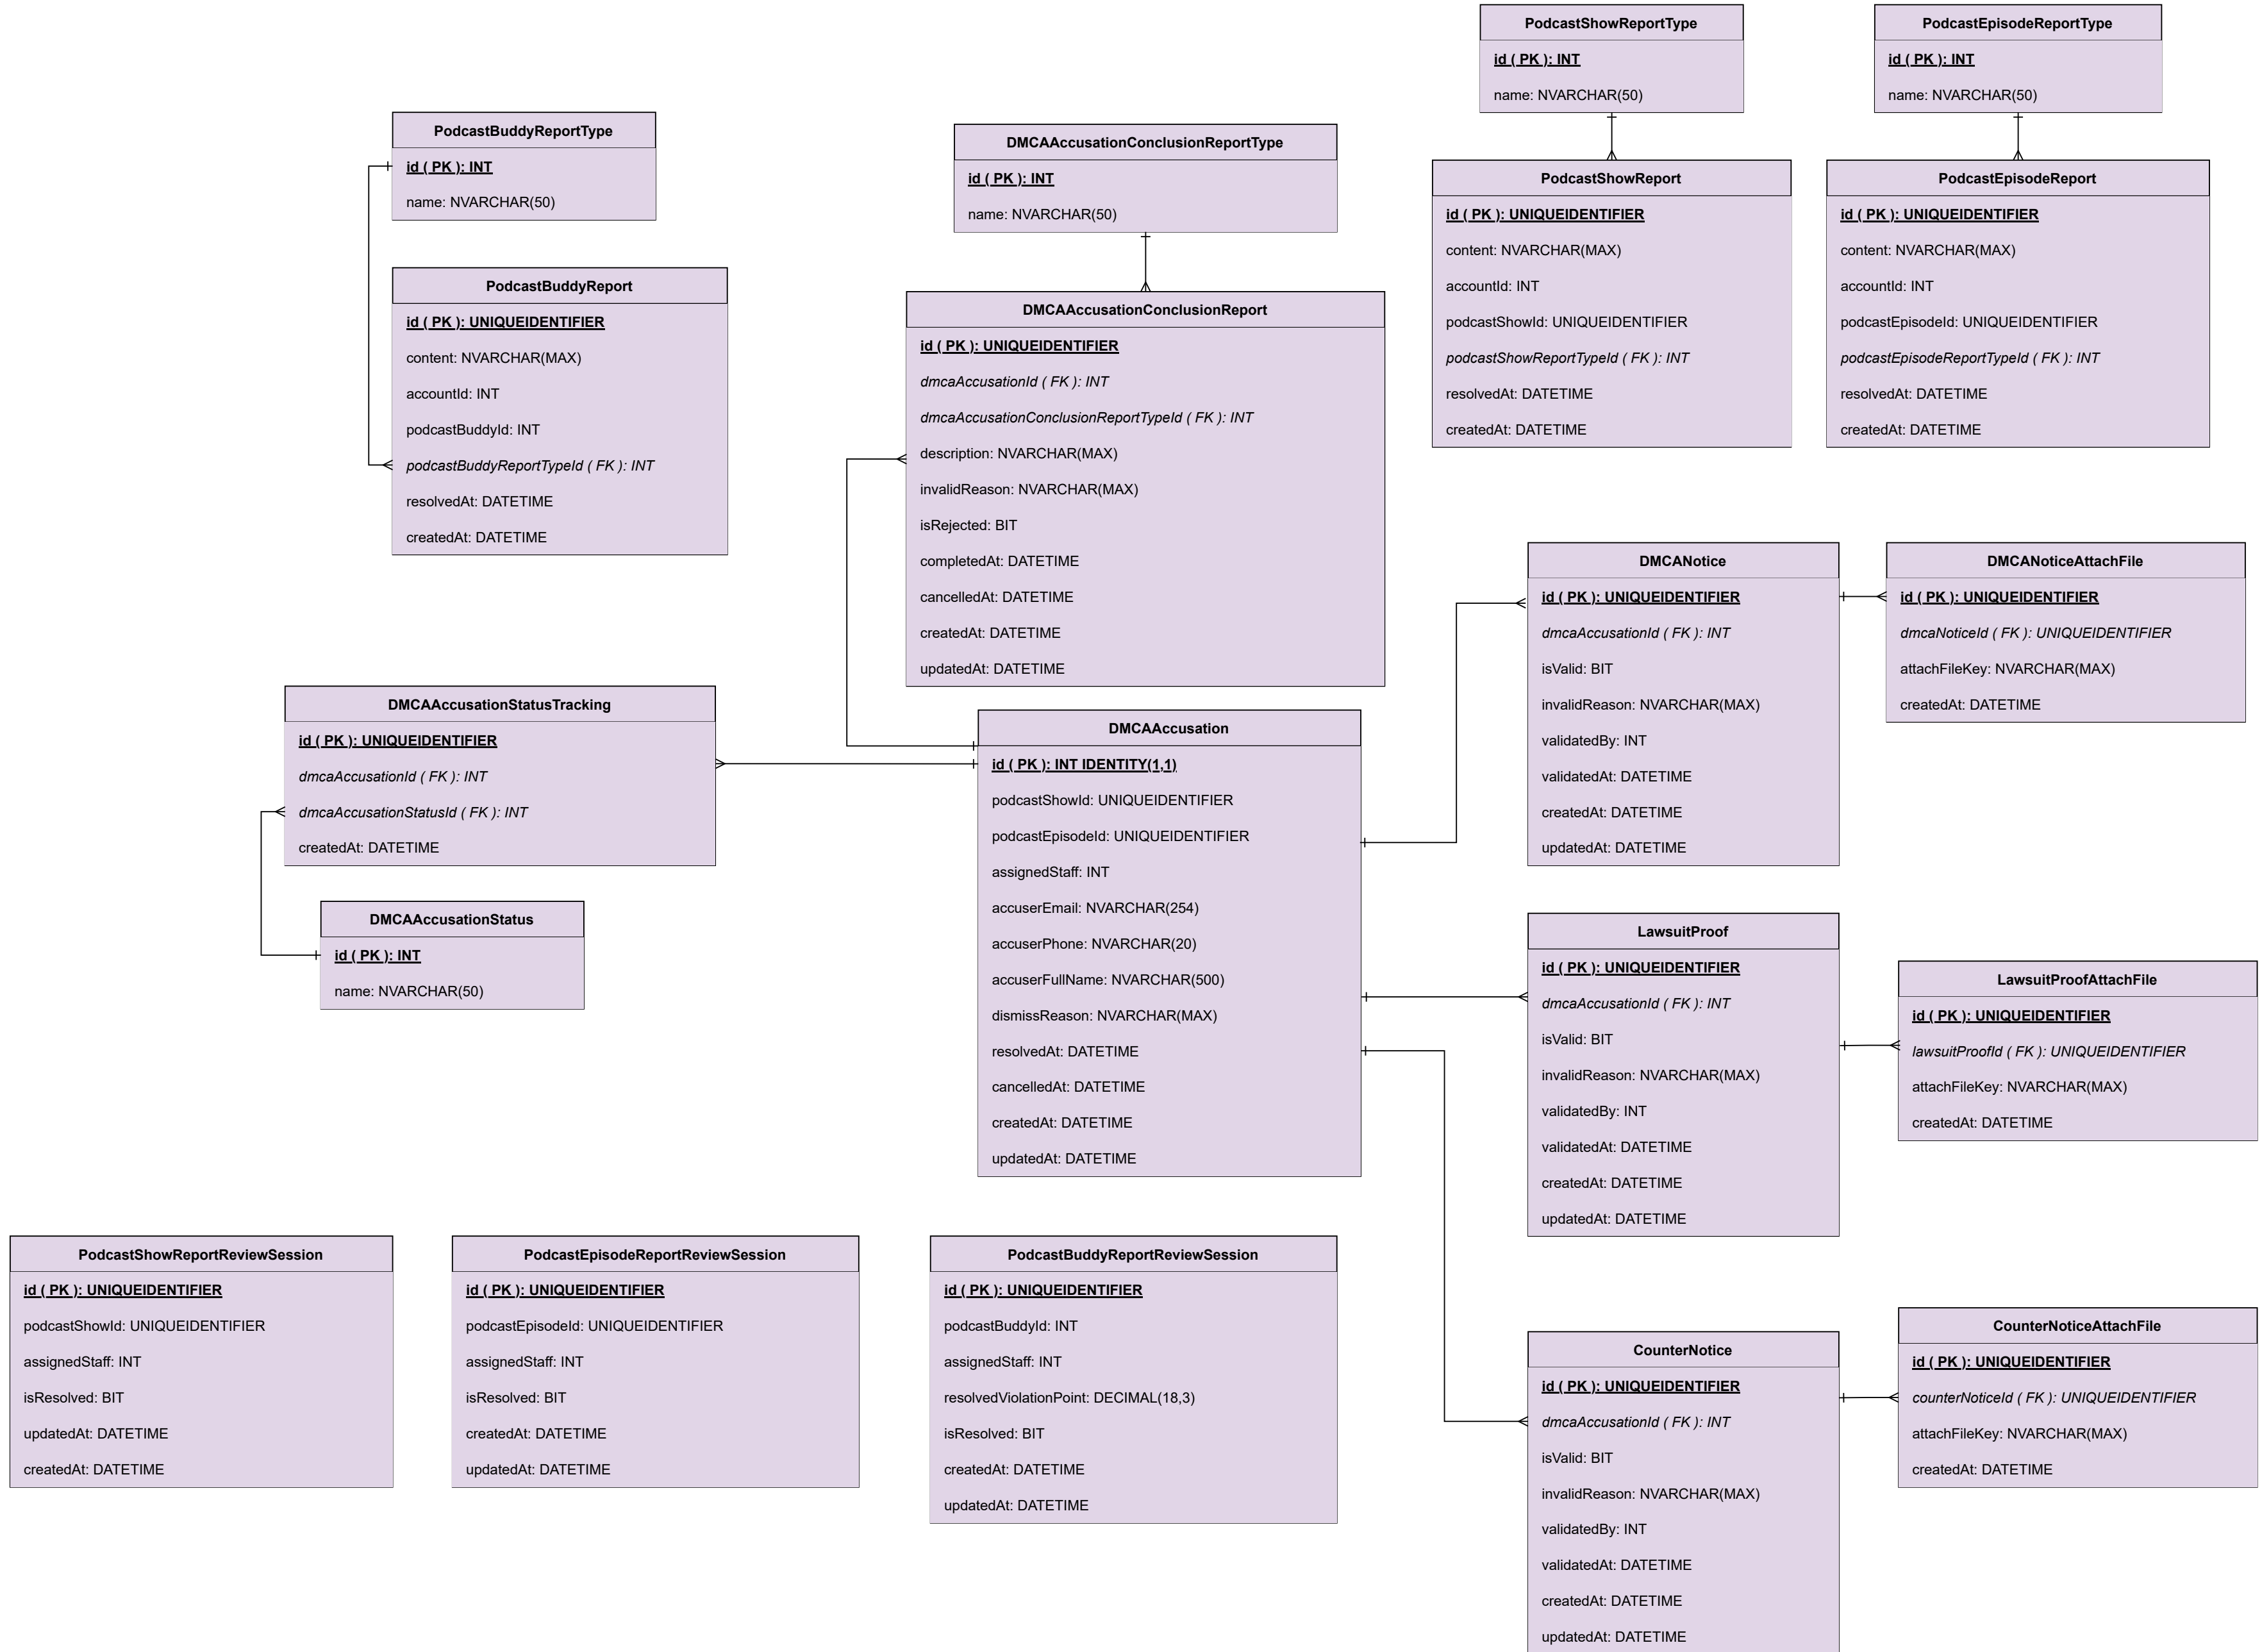 PodcastShowReportType
id ( PK ): INT
name: NVARCHAR(50)
PodcastEpisodeReportType
id ( PK ): INT
name: NVARCHAR(50)
PodcastBuddyReportType
id ( PK ): INT
name: NVARCHAR(50)
DMCAAccusationConclusionReportType
id ( PK ): INT
name: NVARCHAR(50)
PodcastShowReport
id ( PK ): UNIQUEIDENTIFIER
content: NVARCHAR(MAX)
accountId: INT
podcastShowId: UNIQUEIDENTIFIER
podcastShowReportTypeId ( FK ): INT
resolvedAt: DATETIME
createdAt: DATETIME
PodcastEpisodeReport
id ( PK ): UNIQUEIDENTIFIER
content: NVARCHAR(MAX)
accountId: INT
podcastEpisodeId: UNIQUEIDENTIFIER
podcastEpisodeReportTypeId ( FK ): INT
resolvedAt: DATETIME
createdAt: DATETIME
PodcastBuddyReport
id ( PK ): UNIQUEIDENTIFIER
content: NVARCHAR(MAX)
accountId: INT
podcastBuddyId: INT
podcastBuddyReportTypeId ( FK ): INT
resolvedAt: DATETIME
createdAt: DATETIME
DMCAAccusationConclusionReport
id ( PK ): UNIQUEIDENTIFIER
dmcaAccusationId ( FK ): INT
dmcaAccusationConclusionReportTypeId ( FK ): INT
description: NVARCHAR(MAX)
invalidReason: NVARCHAR(MAX)
isRejected: BIT
completedAt: DATETIME
cancelledAt: DATETIME
createdAt: DATETIME
updatedAt: DATETIME
DMCANotice
id ( PK ): UNIQUEIDENTIFIER
dmcaAccusationId ( FK ): INT
isValid: BIT
invalidReason: NVARCHAR(MAX)
validatedBy: INT
validatedAt: DATETIME
createdAt: DATETIME
updatedAt: DATETIME
DMCANoticeAttachFile
id ( PK ): UNIQUEIDENTIFIER
dmcaNoticeId ( FK ): UNIQUEIDENTIFIER
attachFileKey: NVARCHAR(MAX)
createdAt: DATETIME
DMCAAccusationStatusTracking
id ( PK ): UNIQUEIDENTIFIER
dmcaAccusationId ( FK ): INT
dmcaAccusationStatusId ( FK ): INT
createdAt: DATETIME
DMCAAccusation
id ( PK ): INT IDENTITY(1,1)
podcastShowId: UNIQUEIDENTIFIER
podcastEpisodeId: UNIQUEIDENTIFIER
assignedStaff: INT
accuserEmail: NVARCHAR(254)
accuserPhone: NVARCHAR(20)
accuserFullName: NVARCHAR(500)
dismissReason: NVARCHAR(MAX)
resolvedAt: DATETIME
cancelledAt: DATETIME
createdAt: DATETIME
updatedAt: DATETIME
DMCAAccusationStatus
id ( PK ): INT
name: NVARCHAR(50)
LawsuitProof
id ( PK ): UNIQUEIDENTIFIER
dmcaAccusationId ( FK ): INT
isValid: BIT
invalidReason: NVARCHAR(MAX)
validatedBy: INT
validatedAt: DATETIME
createdAt: DATETIME
updatedAt: DATETIME
LawsuitProofAttachFile
id ( PK ): UNIQUEIDENTIFIER
lawsuitProofId ( FK ): UNIQUEIDENTIFIER
attachFileKey: NVARCHAR(MAX)
createdAt: DATETIME
PodcastShowReportReviewSession
id ( PK ): UNIQUEIDENTIFIER
podcastShowId: UNIQUEIDENTIFIER
assignedStaff: INT
isResolved: BIT
updatedAt: DATETIME
createdAt: DATETIME
PodcastEpisodeReportReviewSession
id ( PK ): UNIQUEIDENTIFIER
podcastEpisodeId: UNIQUEIDENTIFIER
assignedStaff: INT
isResolved: BIT
createdAt: DATETIME
updatedAt: DATETIME
PodcastBuddyReportReviewSession
id ( PK ): UNIQUEIDENTIFIER
podcastBuddyId: INT
assignedStaff: INT
resolvedViolationPoint: DECIMAL(18,3)
isResolved: BIT
createdAt: DATETIME
updatedAt: DATETIME
CounterNotice
id ( PK ): UNIQUEIDENTIFIER
dmcaAccusationId ( FK ): INT
isValid: BIT
invalidReason: NVARCHAR(MAX)
validatedBy: INT
validatedAt: DATETIME
createdAt: DATETIME
updatedAt: DATETIME
CounterNoticeAttachFile
id ( PK ): UNIQUEIDENTIFIER
counterNoticeId ( FK ): UNIQUEIDENTIFIER
attachFileKey: NVARCHAR(MAX)
createdAt: DATETIME